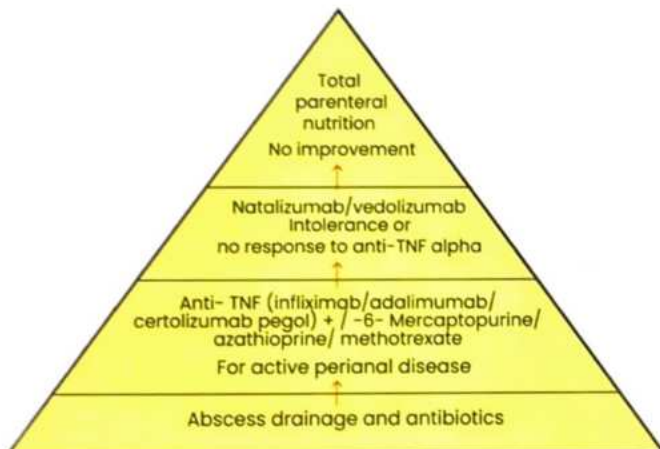 Total
parenteral
nutrition
No improvement
Natalizumab/vedolizumab
Intolerance or
no response to anti-TNF alpha
Anti- TNF (infliximab/adalimumab/
certolizumab pegol) + / -6- Mercaptopurine/
azathioprine/ methotrexate
For active perianal disease
Abscess drainage and antibiotics